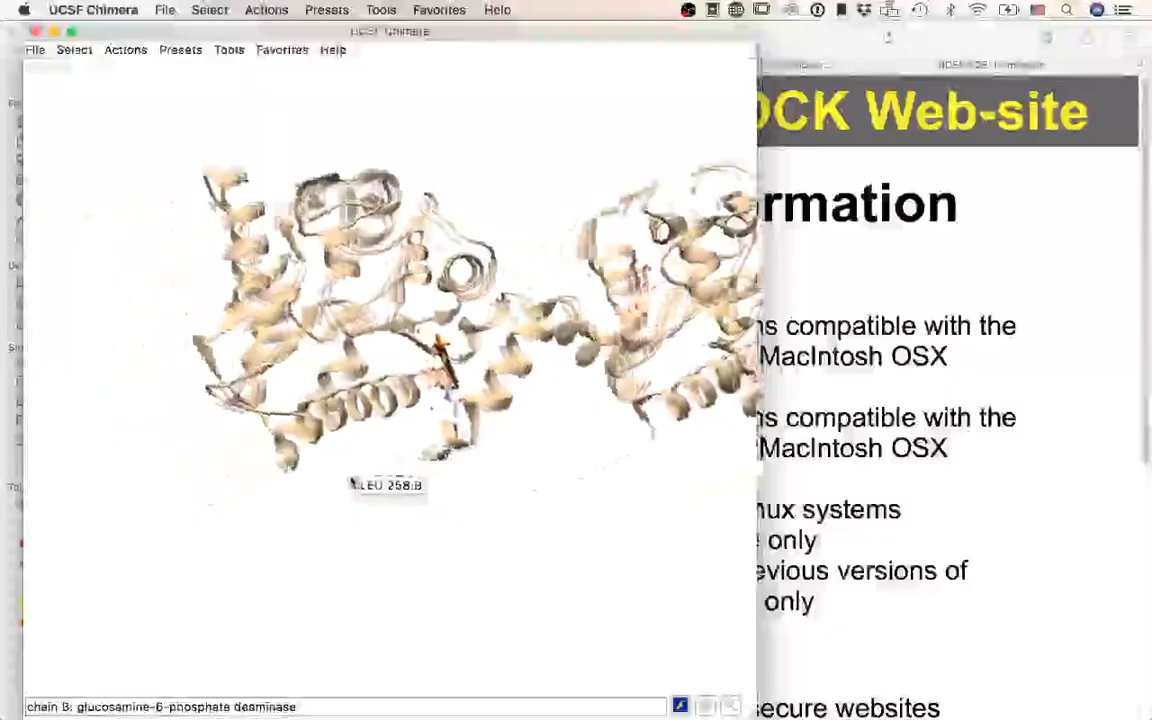 UCSF Chimera File Select Actions Presets Tools Favorites Help
UCSF Chimera
File Select Actions Presets Tools Favorites Help
OCK Web-site
rmation
ns compatible with the
MacIntosh OSX
ns compatible with the
MacIntosh OSX
nux systems
only
evious versions of
only
secure websites
LEU 258.B
chain B: glucosamine-6-phosphate deaminase